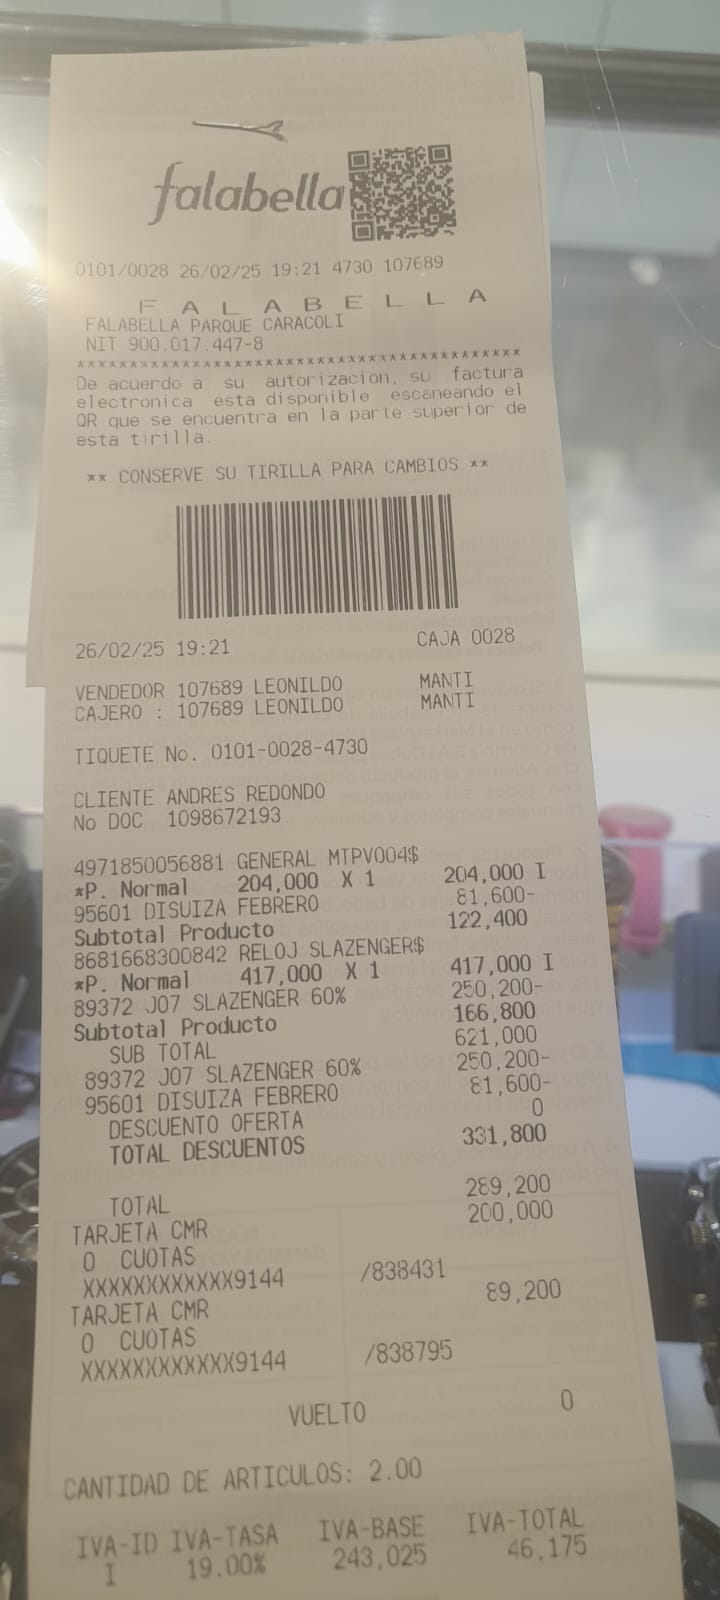 falabella
0101/0028 26/02/25 19:21 4730 107689
F A L A B E L L A
FALABELLA PARQUE CARACOLI
NIT 900.017.447-8
******************************************
De acuerdo a su autorizacion, su factura
electronica esta disponible escaneando el
QR que se encuentra en la parte superior de
esta tirilla.
** CONSERVE SU TIRILLA PARA CAMBIOS **
26/02/25 19:21 CAJA 0028
VENDEDOR 107689 LEONILDO MANTI
CAJERO : 107689 LEONILDO MANTI
TIQUETE No. 0101-0028-4730
CLIENTE ANDRES REDONDO
No DOC 1098672193
4971850056881 GENERAL MTPV004$
*P. Normal 204,000 X 1 204,000 I
95601 DISUIZA FEBRERO 81,600-
Subtotal Producto 122,400
8681668300842 RELOJ SLAZENGER$
*P. Normal 417,000 X 1 417,000 I
89372 J07 SLAZENGER 60% 250,200-
Subtotal Producto 166,800
SUB TOTAL 621,000
89372 J07 SLAZENGER 60% 250,200-
95601 DISUIZA FEBRERO 81,600-
DESCUENTO OFERTA 0
TOTAL DESCUENTOS 331,800
TOTAL 289,200
TARJETA CMR 200,000
0 CUOTAS
XXXXXXXXXXXX9144 /838431
TARJETA CMR 89,200
0 CUOTAS
XXXXXXXXXXXX9144 /838795
VUELTO 0
CANTIDAD DE ARTICULOS: 2.00
IVA-ID IVA-TASA IVA-BASE IVA-TOTAL
I 19.00% 243,025 46,175